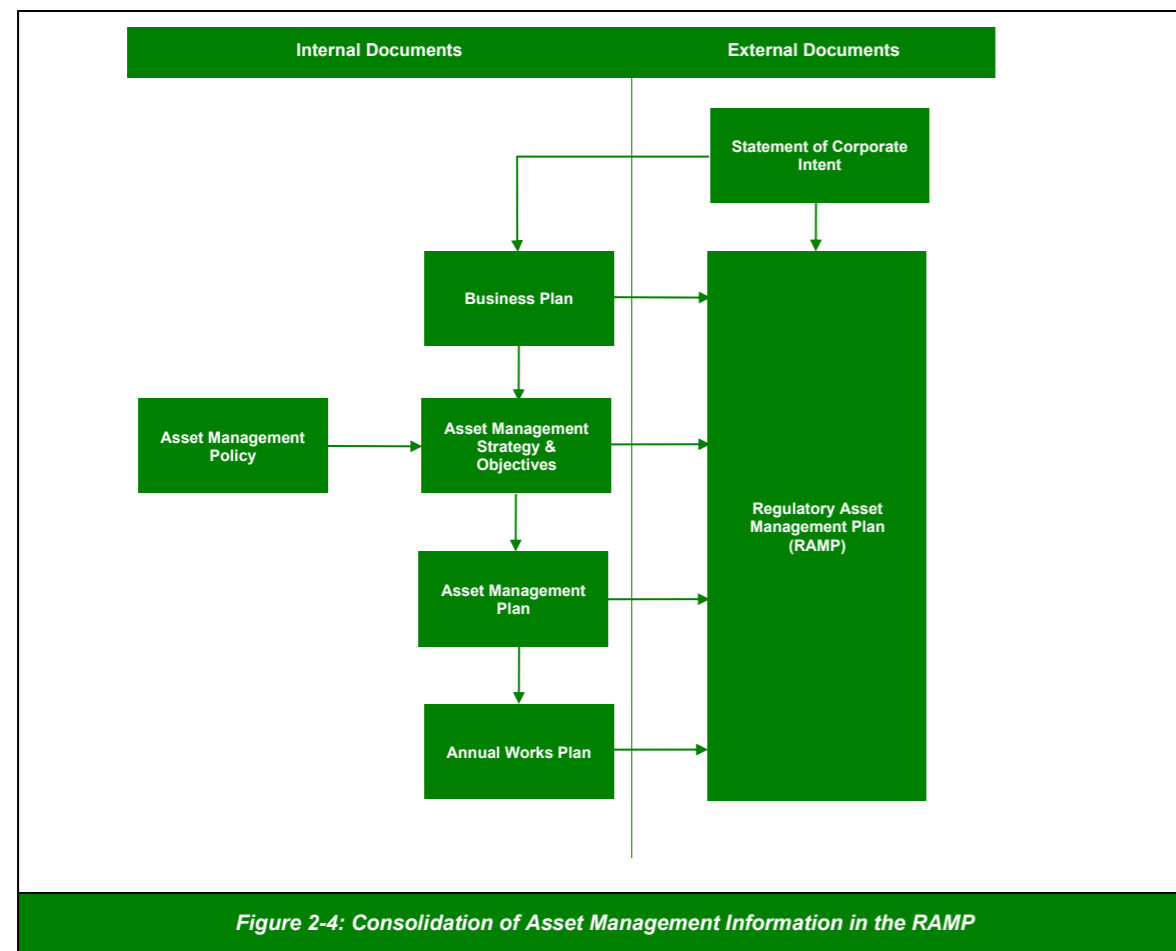 Internal Documents
External Documents
Statement of Corporate
Intent
Business Plan
Asset Management
Policy
Asset Management
Strategy &
Objectives
Regulatory Asset
Management Plan
(RAMP)
Asset Management
Plan
Annual Works Plan
Figure 2-4: Consolidation of Asset Management Information in the RAMP